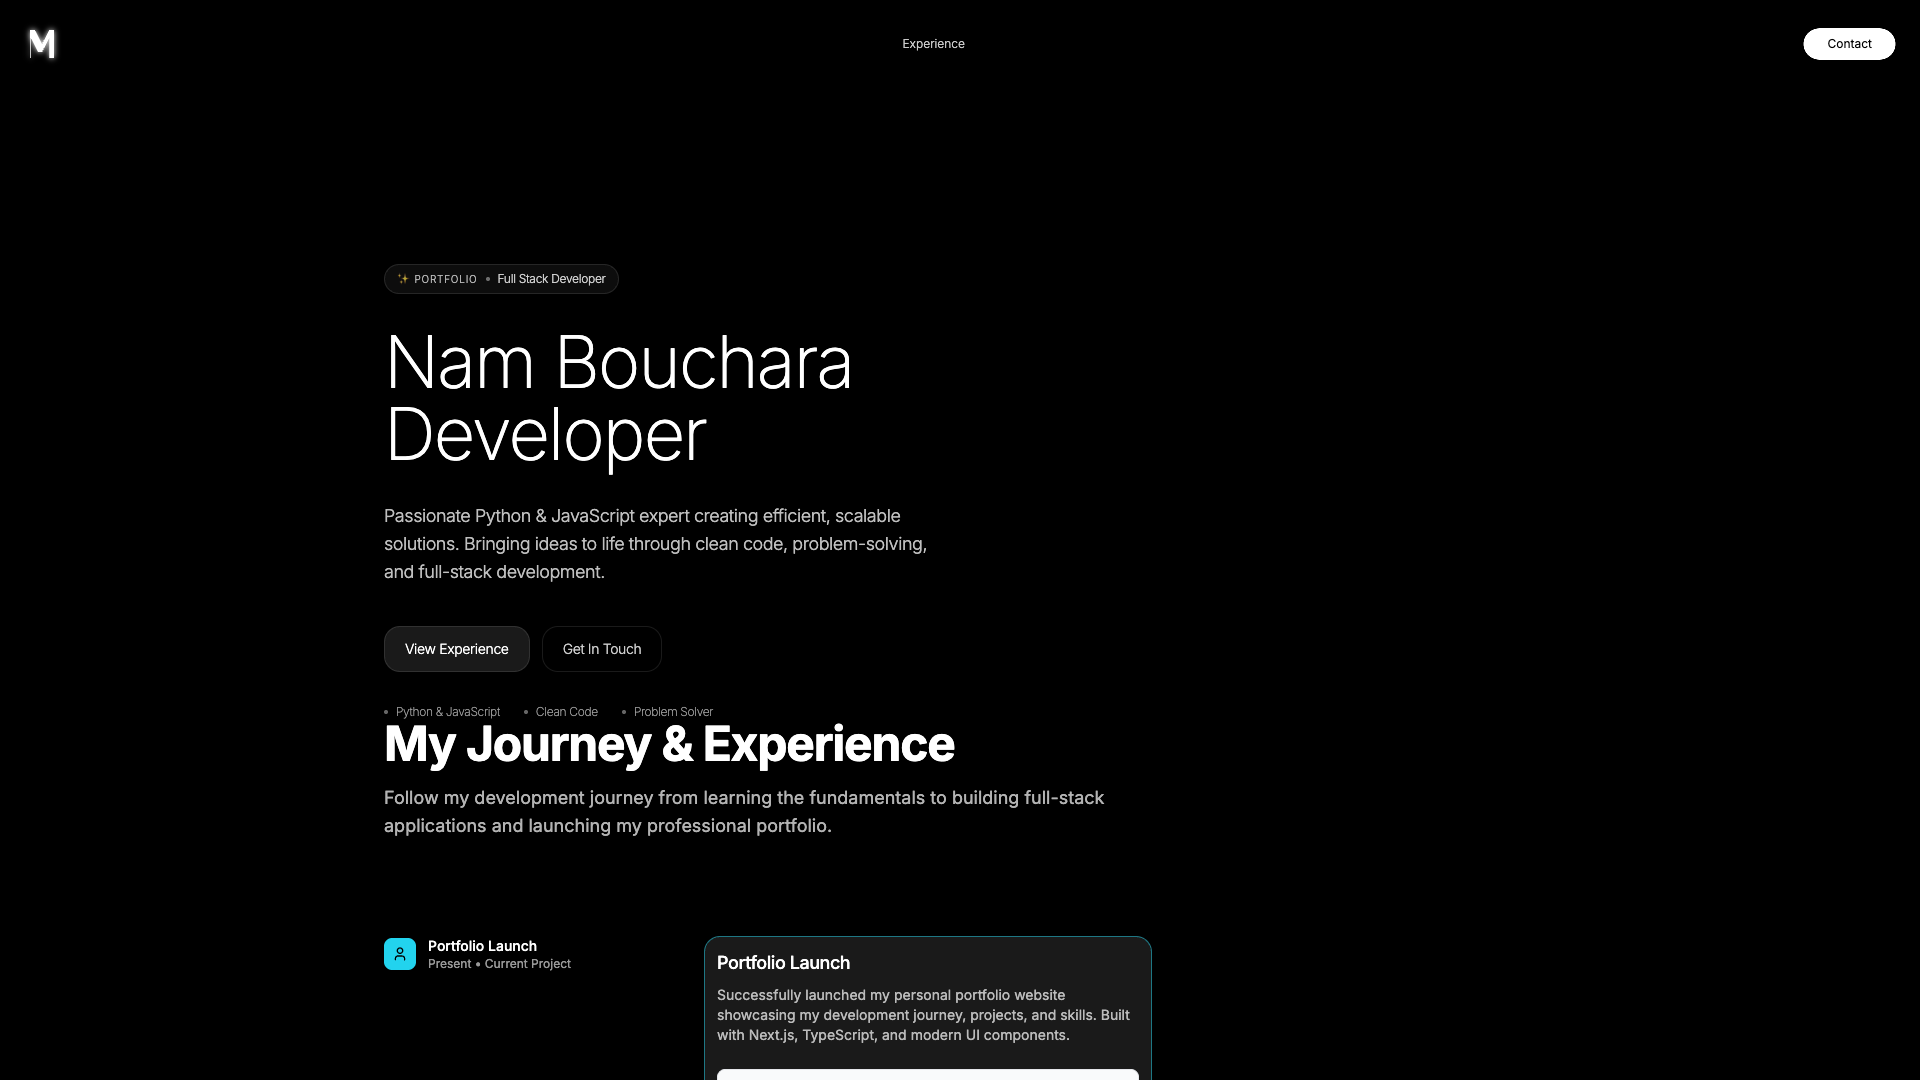 M
Experience
Contact
✨ PORTFOLIO • Full Stack Developer
Nam Bouchara
Developer
Passionate Python & JavaScript expert creating efficient, scalable
solutions. Bringing ideas to life through clean code, problem-solving,
and full-stack development.
View Experience
Get In Touch
• Python & JavaScript • Clean Code • Problem Solver
My Journey & Experience
Follow my development journey from learning the fundamentals to building full-stack
applications and launching my professional portfolio.
Portfolio Launch
Present • Current Project
Portfolio Launch
Successfully launched my personal portfolio website
showcasing my development journey, projects, and skills. Built
with Next.js, TypeScript, and modern UI components.